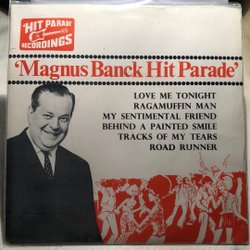 HIT PARADE
RECORDINGS
'Magnus Banck Hit Parade'
LOVE ME TONIGHT
RAGAMUFFIN MAN
MY SENTIMENTAL FRIEND
BEHIND A PAINTED SMILE
TRACKS OF MY TEARS
ROAD RUNNER